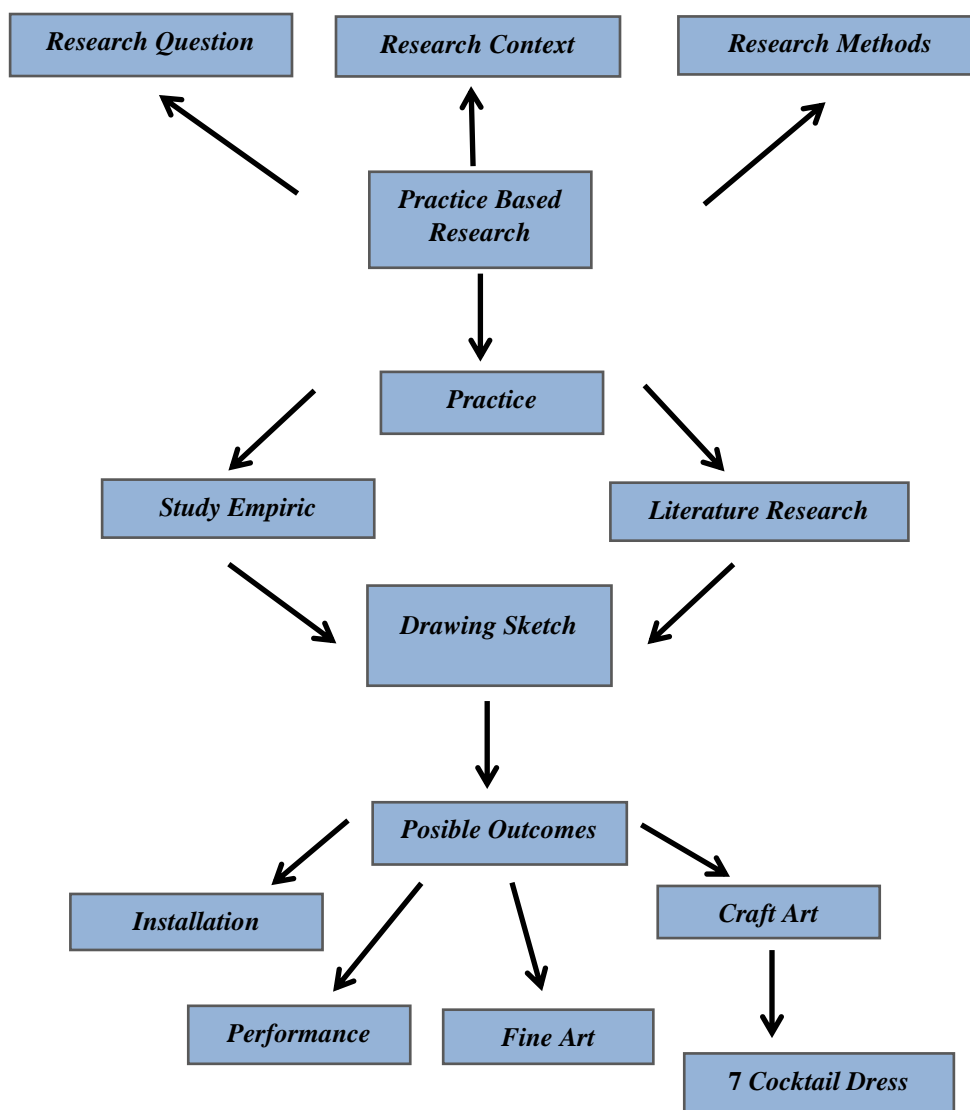 Research Question
Research Context
Research Methods
Practice Based
Research
Practice
Study Empiric
Literature Research
Drawing Sketch
Posible Outcomes
Installation
Craft Art
Performance
Fine Art
7 Cocktail Dress